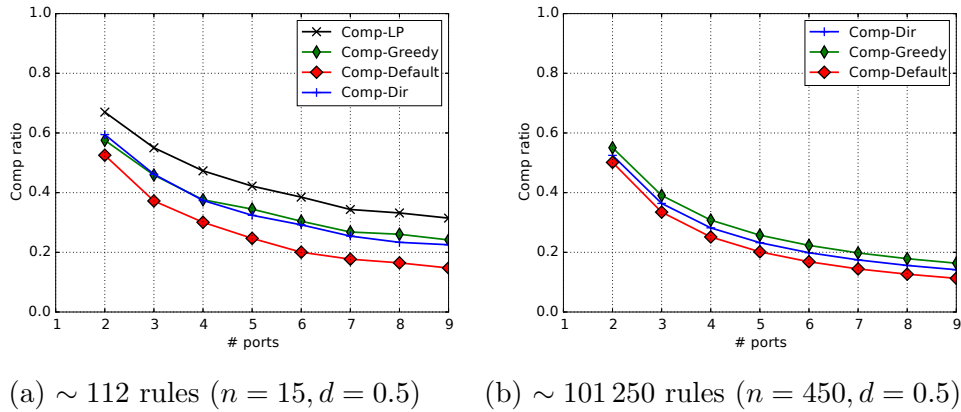 1.0
0.8
0.6
0.4
0.2
0.0
Comp ratio
1 2 3 4 5 6 7 8 9
# ports
Comp-LP
Comp-Greedy
Comp-Default
Comp-Dir
(a) ∼ 112 rules (n = 15, d = 0.5)
1.0
0.8
0.6
0.4
0.2
0.0
Comp ratio
1 2 3 4 5 6 7 8 9
# ports
Comp-Dir
Comp-Greedy
Comp-Default
(b) ∼ 101 250 rules (n = 450, d = 0.5)